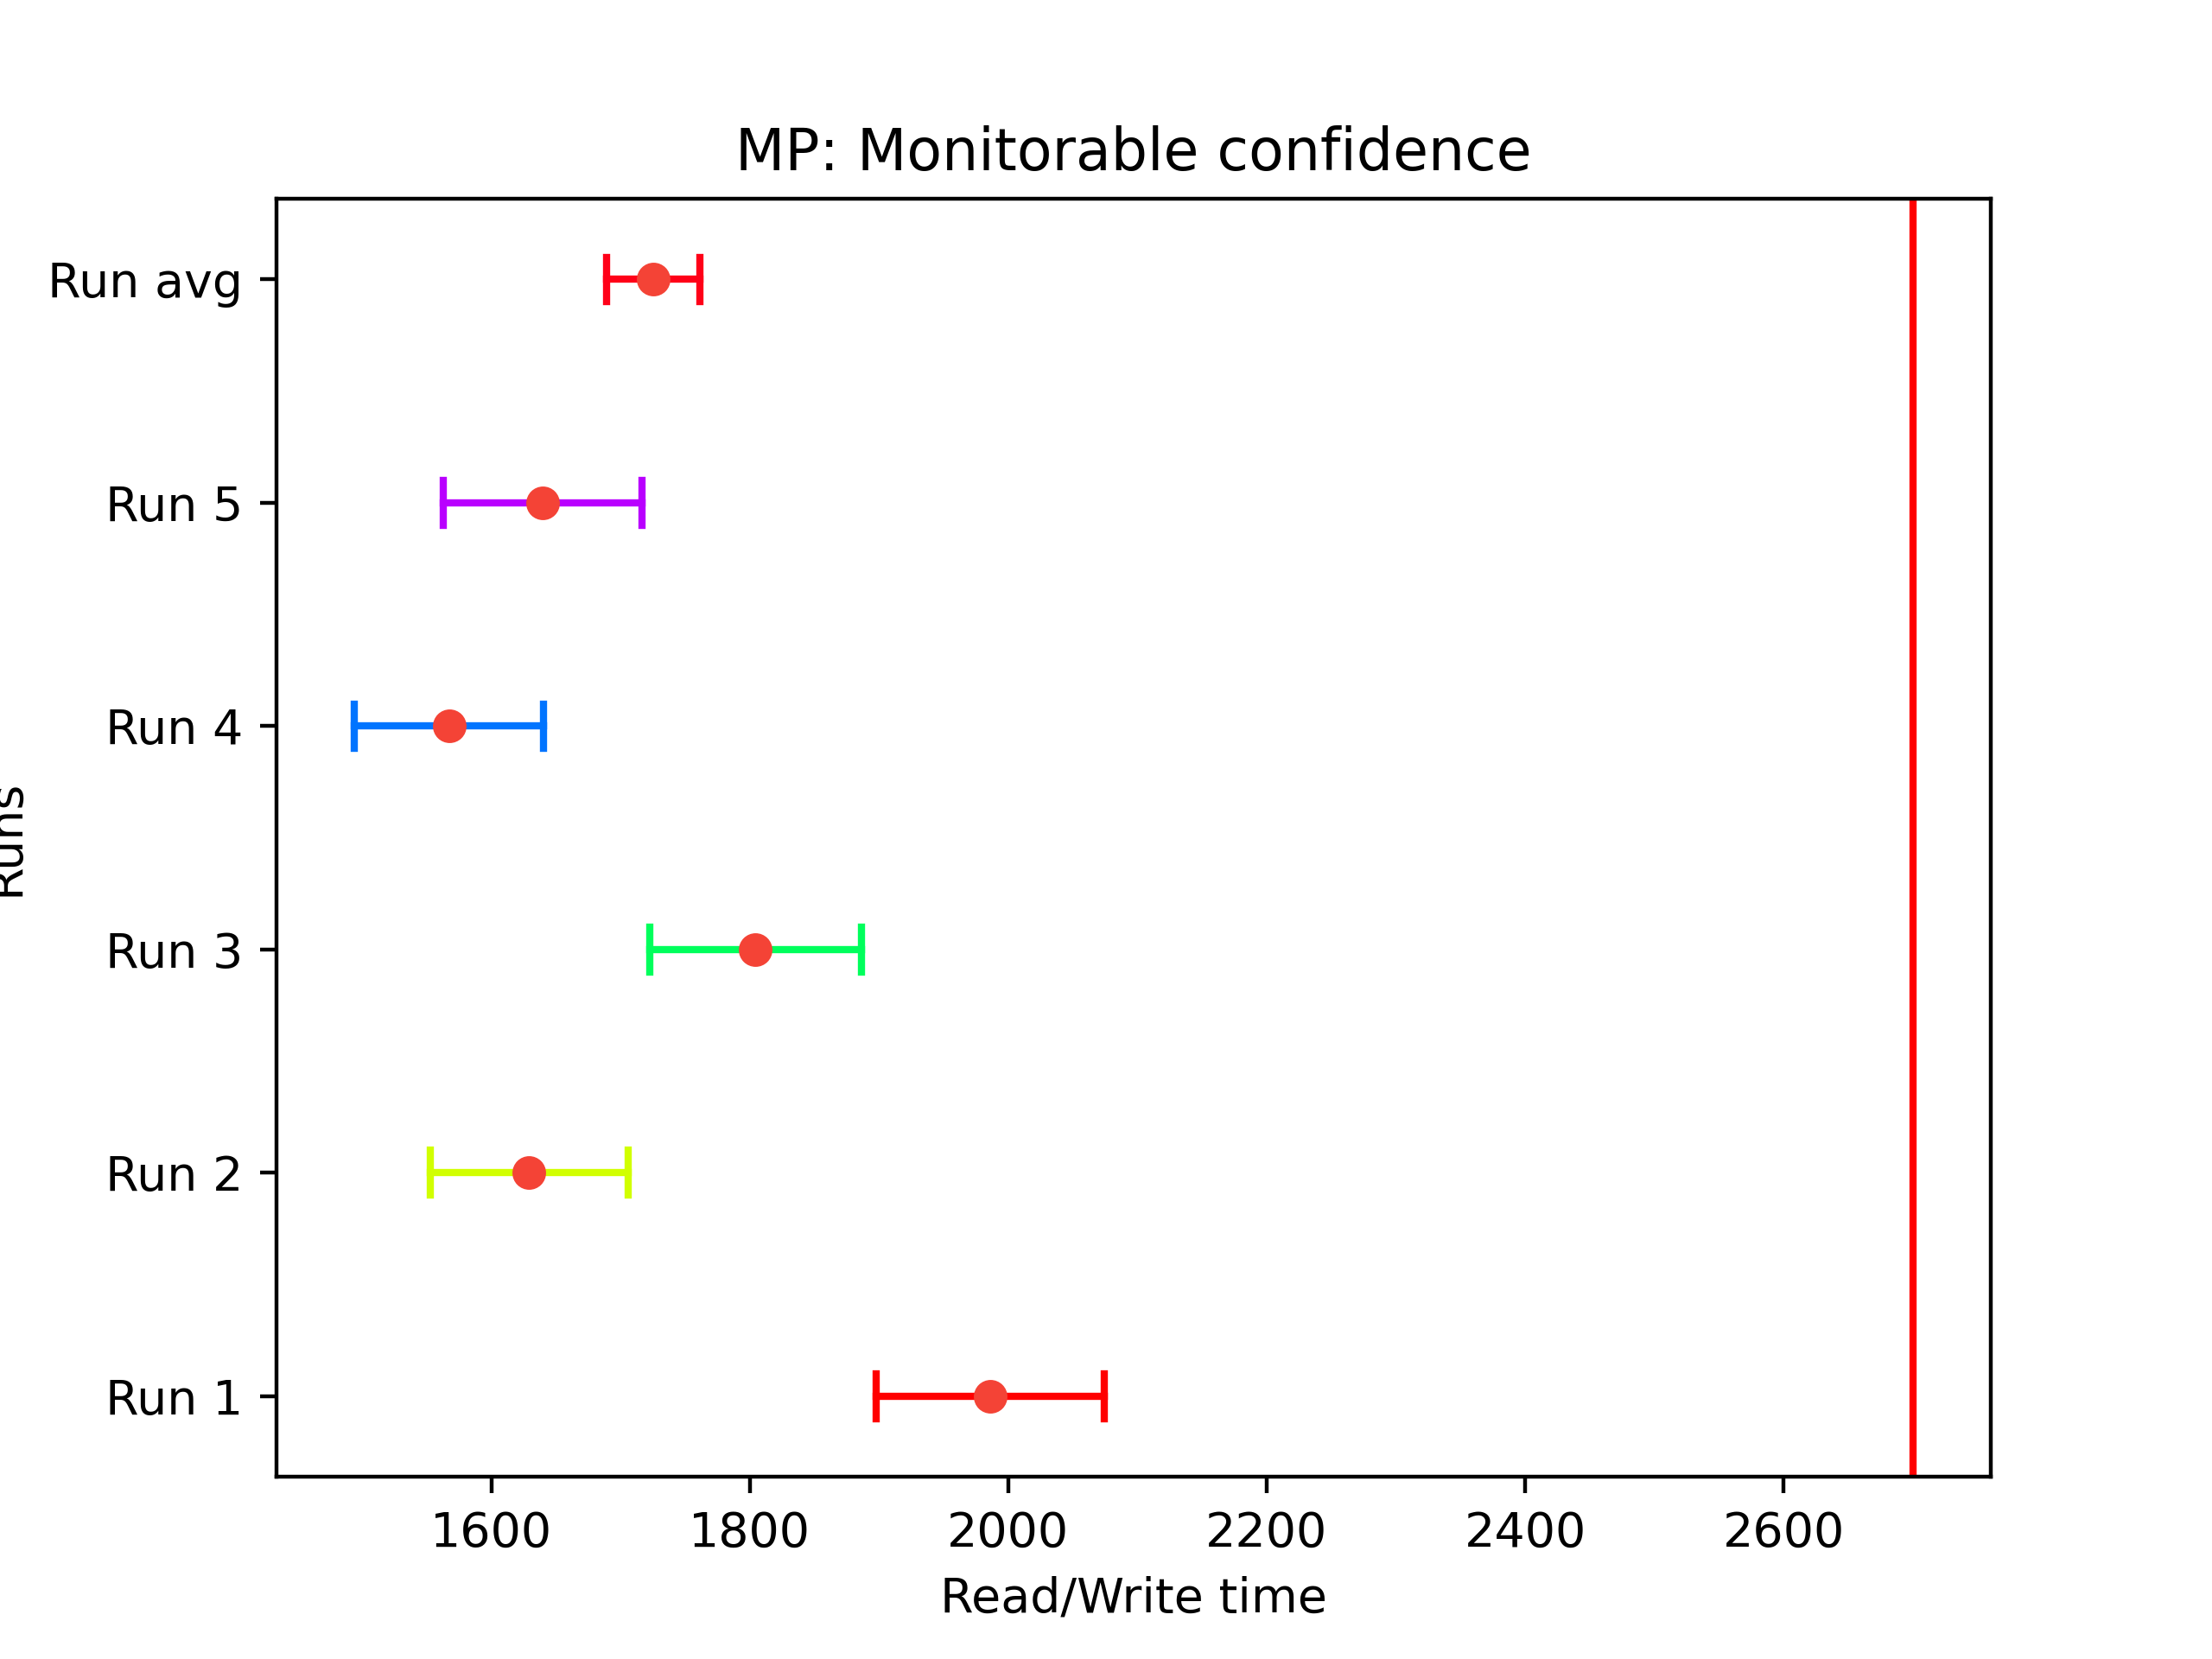 MP: Monitorable confidence
Run avg
Run 5
Run 4
Run 3
Run 2
Run 1
Runs
1600 1800 2000 2200 2400 2600
Read/Write time